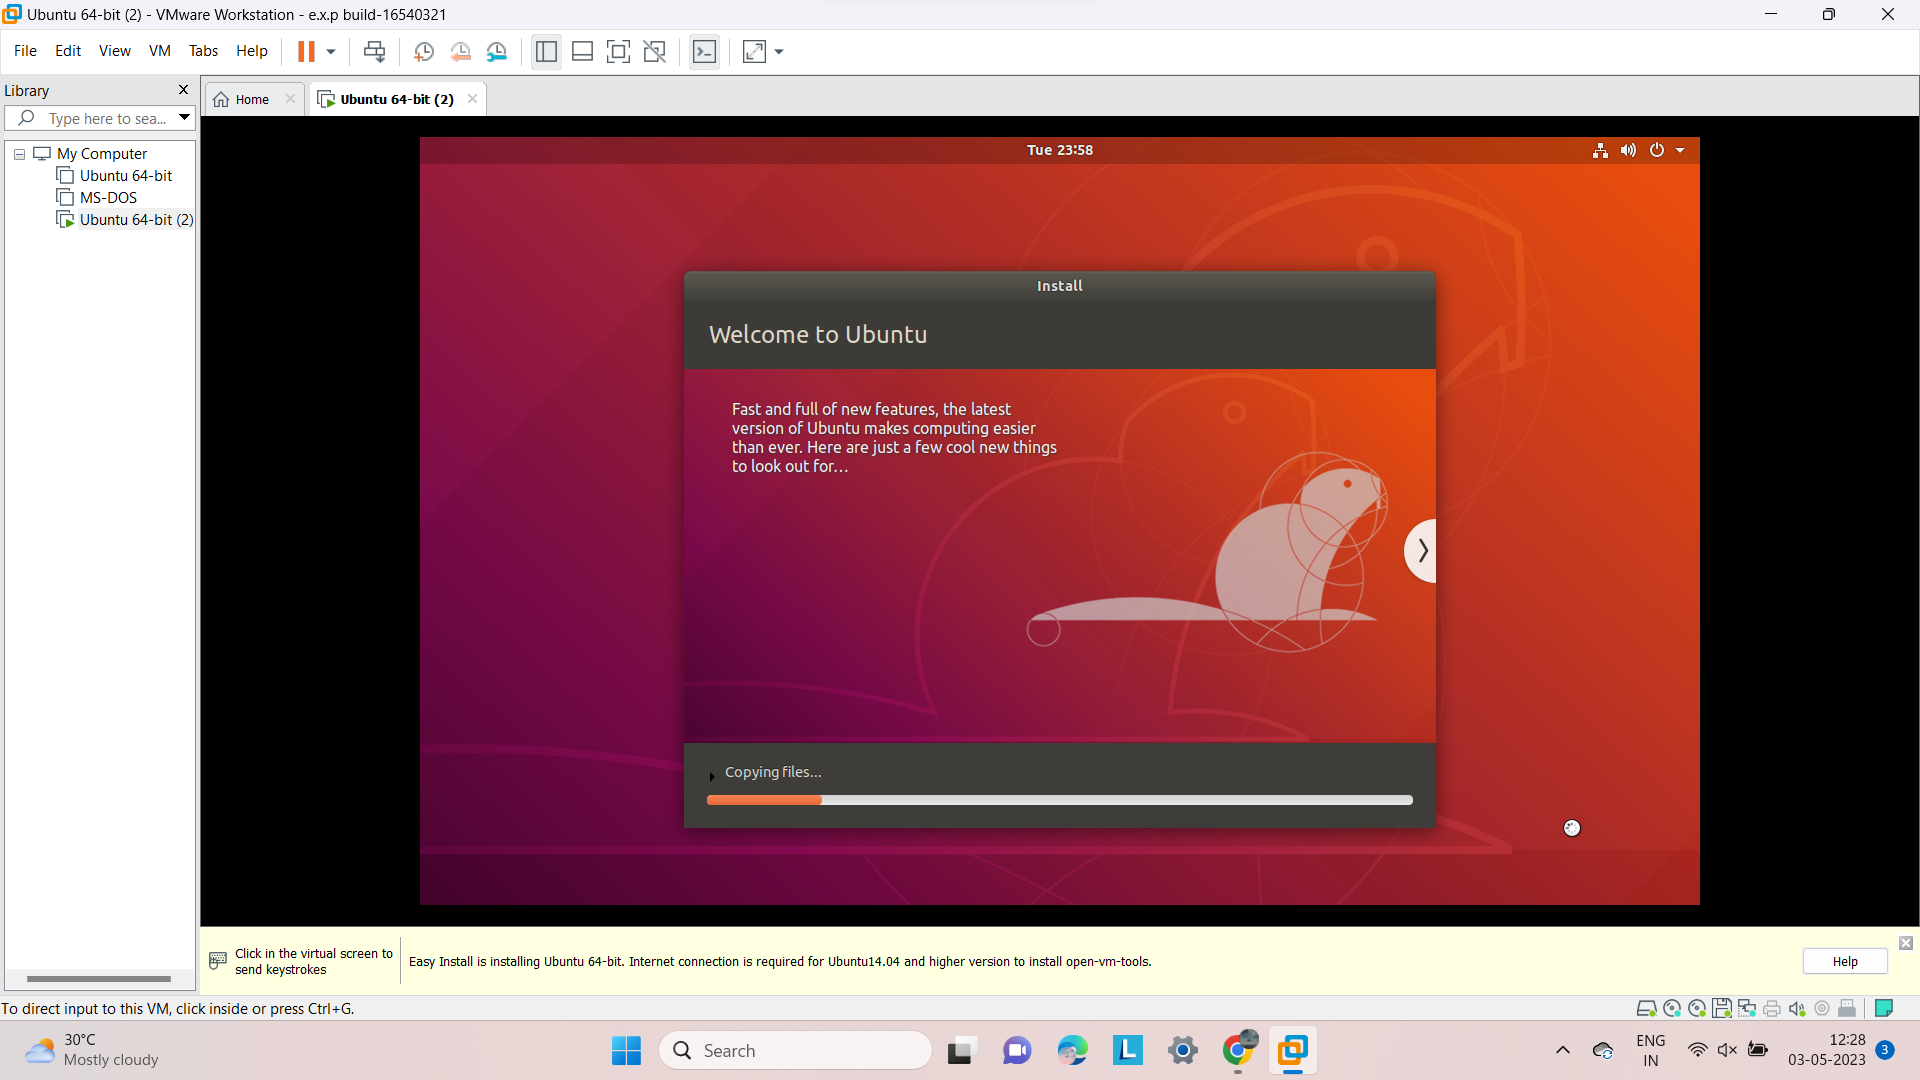 Ubuntu 64-bit (2) - VMware Workstation - e.x.p build-16540321
File Edit View VM Tabs Help
Library
Type here to sea...
My Computer
Ubuntu 64-bit
MS-DOS
Ubuntu 64-bit (2)
Home
Ubuntu 64-bit (2)
Tue 23:58
Install
Welcome to Ubuntu
Fast and full of new features, the latest
version of Ubuntu makes computing easier
than ever. Here are just a few cool new things
to look out for...
Copying files...
Click in the virtual screen to
send keystrokes
Easy Install is installing Ubuntu 64-bit. Internet connection is required for Ubuntu14.04 and higher version to install open-vm-tools.
Help
To direct input to this VM, click inside or press Ctrl+G.
30°C
Mostly cloudy
Search
L
ENG
IN
12:28
03-05-2023
3